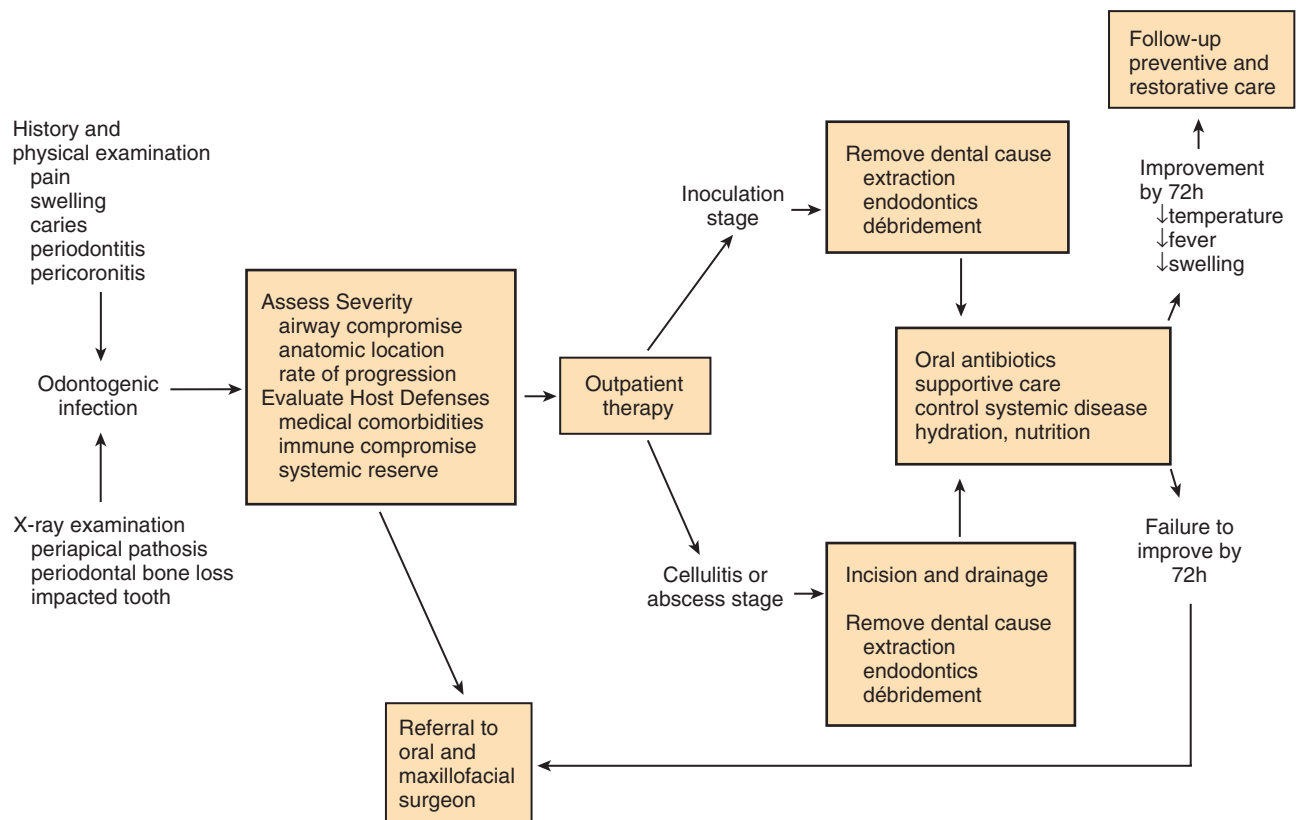 History and
physical examination
pain
swelling
caries
periodontitis
pericoronitis
Odontogenic
infection
X-ray examination
periapical pathosis
periodontal bone loss
impacted tooth
Assess Severity
airway compromise
anatomic location
rate of progression
Evaluate Host Defenses
medical comorbidities
immune compromise
systemic reserve
Referral to
oral and
maxillofacial
surgeon
Outpatient
therapy
Inoculation
stage
Remove dental cause
extraction
endodontics
débridement
Cellulitis or
abscess stage
Incision and drainage
Remove dental cause
extraction
endodontics
débridement
Oral antibiotics
supportive care
control systemic disease
hydration, nutrition
Improvement
by 72h
↓temperature
↓fever
↓swelling
Follow-up
preventive and
restorative care
Failure to
improve by
72h